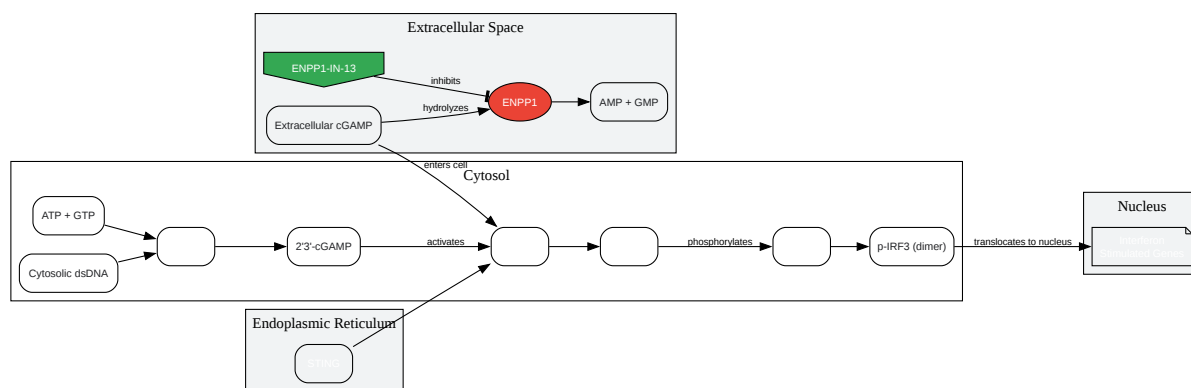 Extracellular Space
ENPP1-IN-13
inhibits
ENPP1
AMP + GMP
hydrolyzes
Extracellular cGAMP
enters cell
Cytosol
ATP + GTP
Cytosolic dsDNA
2'3'-cGAMP
activates
phosphorylates
p-IRF3 (dimer)
translocates to nucleus
Nucleus
Endoplasmic Reticulum
STING